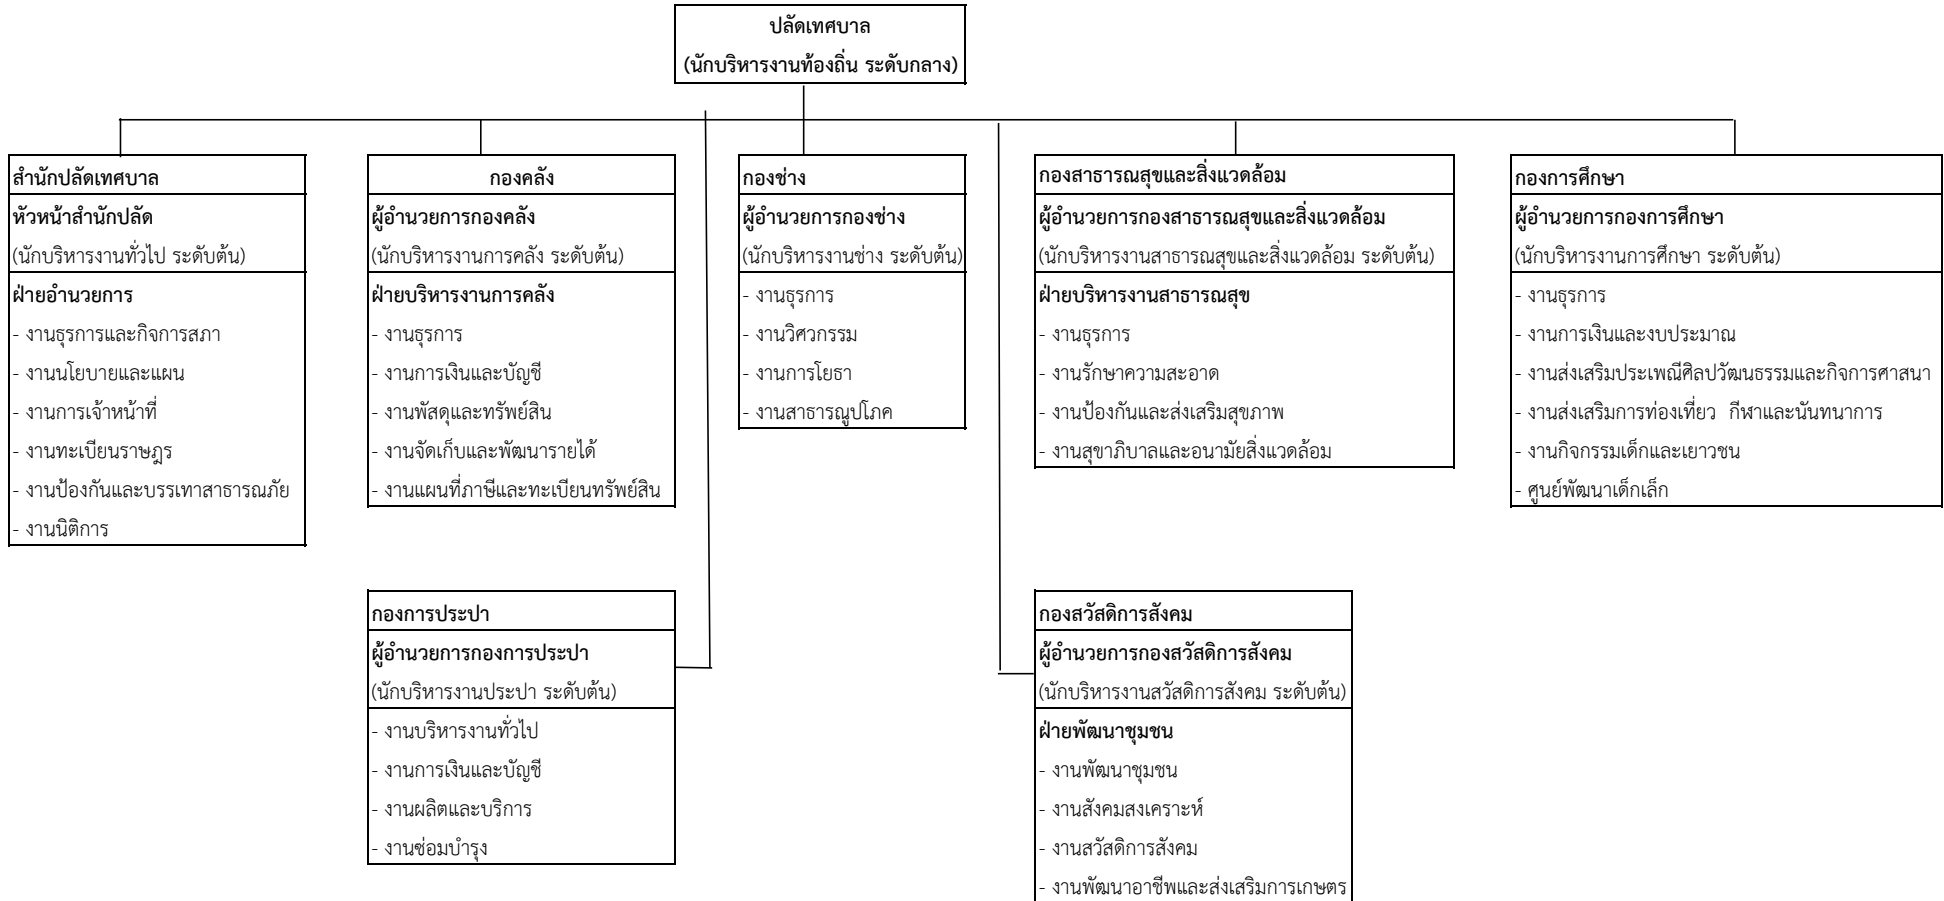 ปลัดเทศบาล
(นักบริหารงานท้องถิ่น ระดับกลาง)
สำนักปลัดเทศบาล
หัวหน้าสำนักปลัด
(นักบริหารงานทั่วไป ระดับต้น)
ฝ่ายอำนวยการ
- งานธุรการและกิจการสภา
- งานนโยบายและแผน
- งานการเจ้าหน้าที่
- งานทะเบียนราษฎร
- งานป้องกันและบรรเทาสาธารณภัย
- งานนิติการ
กองคลัง
ผู้อำนวยการกองคลัง
(นักบริหารงานการคลัง ระดับต้น)
ฝ่ายบริหารงานการคลัง
- งานธุรการ
- งานการเงินและบัญชี
- งานพัสดุและทรัพย์สิน
- งานจัดเก็บและพัฒนารายได้
- งานแผนที่ภาษีและทะเบียนทรัพย์สิน
กองช่าง
ผู้อำนวยการกองช่าง
(นักบริหารงานช่าง ระดับต้น)
- งานธุรการ
- งานวิศวกรรม
- งานการโยธา
- งานสาธารณูปโภค
กองสาธารณสุขและสิ่งแวดล้อม
ผู้อำนวยการกองสาธารณสุขและสิ่งแวดล้อม
(นักบริหารงานสาธารณสุขและสิ่งแวดล้อม ระดับต้น)
ฝ่ายบริหารงานสาธารณสุข
- งานธุรการ
- งานรักษาความสะอาด
- งานป้องกันและส่งเสริมสุขภาพ
- งานสุขาภิบาลและอนามัยสิ่งแวดล้อม
กองการศึกษา
ผู้อำนวยการกองการศึกษา
(นักบริหารงานการศึกษา ระดับต้น)
- งานธุรการ
- งานการเงินและงบประมาณ
- งานส่งเสริมประเพณีศิลปวัฒนธรรมและกิจการศาสนา
- งานส่งเสริมการท่องเที่ยว กีฬาและนันทนาการ
- งานกิจกรรมเด็กและเยาวชน
- ศูนย์พัฒนาเด็กเล็ก
กองการประปา
ผู้อำนวยการกองการประปา
(นักบริหารงานประปา ระดับต้น)
- งานบริหารงานทั่วไป
- งานการเงินและบัญชี
- งานผลิตและบริการ
- งานซ่อมบำรุง
กองสวัสดิการสังคม
ผู้อำนวยการกองสวัสดิการสังคม
(นักบริหารงานสวัสดิการสังคม ระดับต้น)
ฝ่ายพัฒนาชุมชน
- งานพัฒนาชุมชน
- งานสังคมสงเคราะห์
- งานสวัสดิการสังคม
- งานพัฒนาอาชีพและส่งเสริมการเกษตร